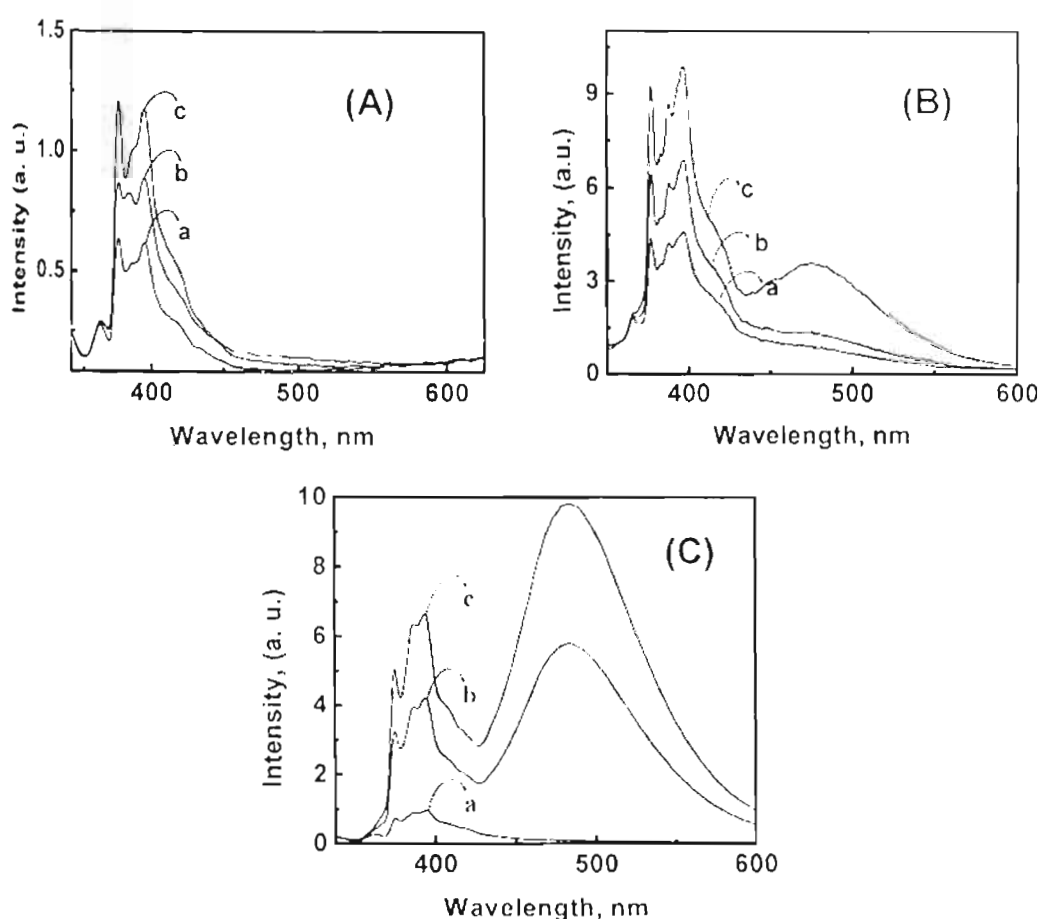 1.5
1.0
0.5
Intensity (a. u.)
(A)
c
b
a
400
500
600
Wavelength, nm
9
6
3
0
Intensity, (a.u.)
(B)
c
b
a
400
500
600
Wavelength, nm
10
8
6
4
2
0
Intensity, (a. u.)
(C)
c
b
a
400
500
600
Wavelength, nm